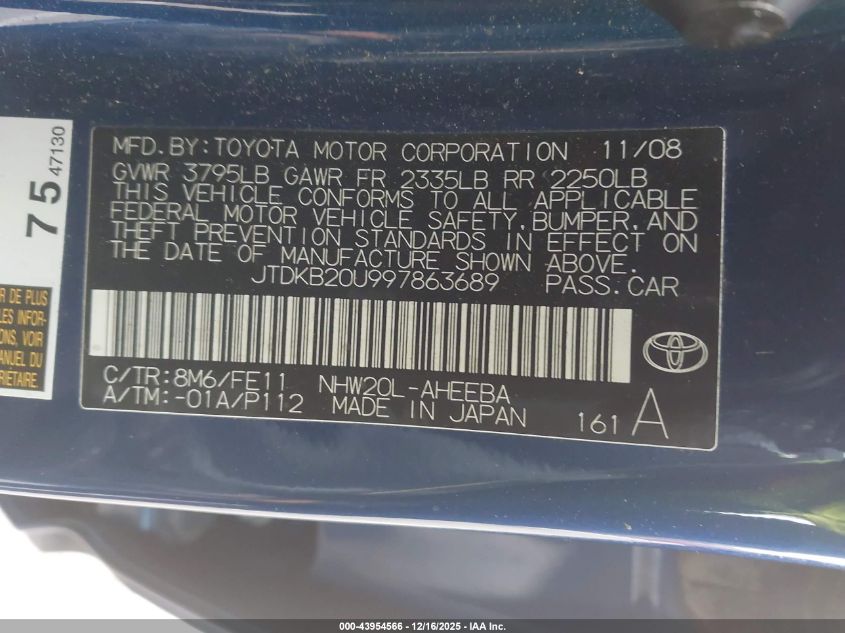 75 47130
R DE PLUS
LES INFOR-
ONS, VOIR
ANUEL DU
RIETAIRE.
MFD. BY: TOYOTA MOTOR CORPORATION 11/08
GVWR 3795LB GAWR FR 2335LB RR 2250LB
THIS VEHICLE CONFORMS TO ALL APPLICABLE
FEDERAL MOTOR VEHICLE SAFETY, BUMPER, AND
THEFT PREVENTION STANDARDS IN EFFECT ON
THE DATE OF MANUFACTURE SHOWN ABOVE.
JTDKB20U997863689 PASS. CAR
C/TR: 8M6/FE11 NHW20L-AHEEBA
A/TM: -01A/P112 MADE IN JAPAN 161 A
000-43954566 - 12/16/2025 - IAA Inc.